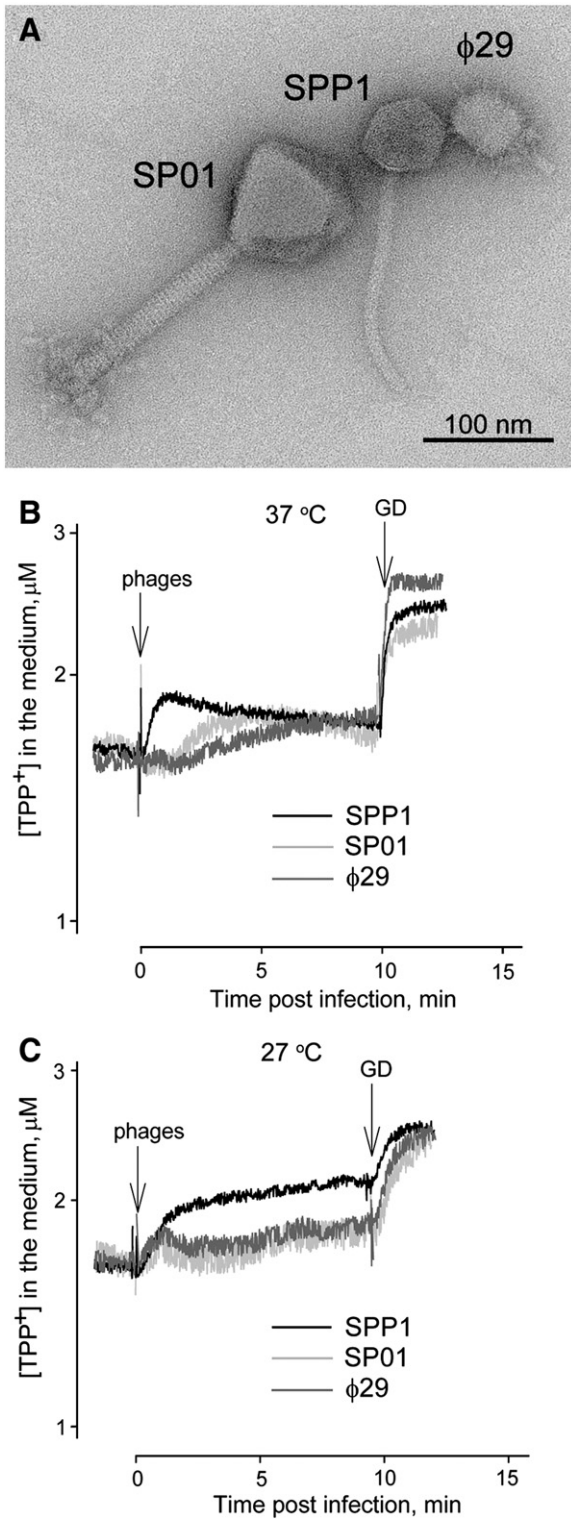 A
φ29
SPP1
SP01
100 nm
B
37 °C
GD
3
phages
2
[TPP⁺] in the medium, μM
SPP1
SP01
φ29
1
0 5 10 15
Time post infection, min
C
27 °C
GD
3
phages
2
[TPP⁺] in the medium, μM
SPP1
SP01
φ29
1
0 5 10 15
Time post infection, min